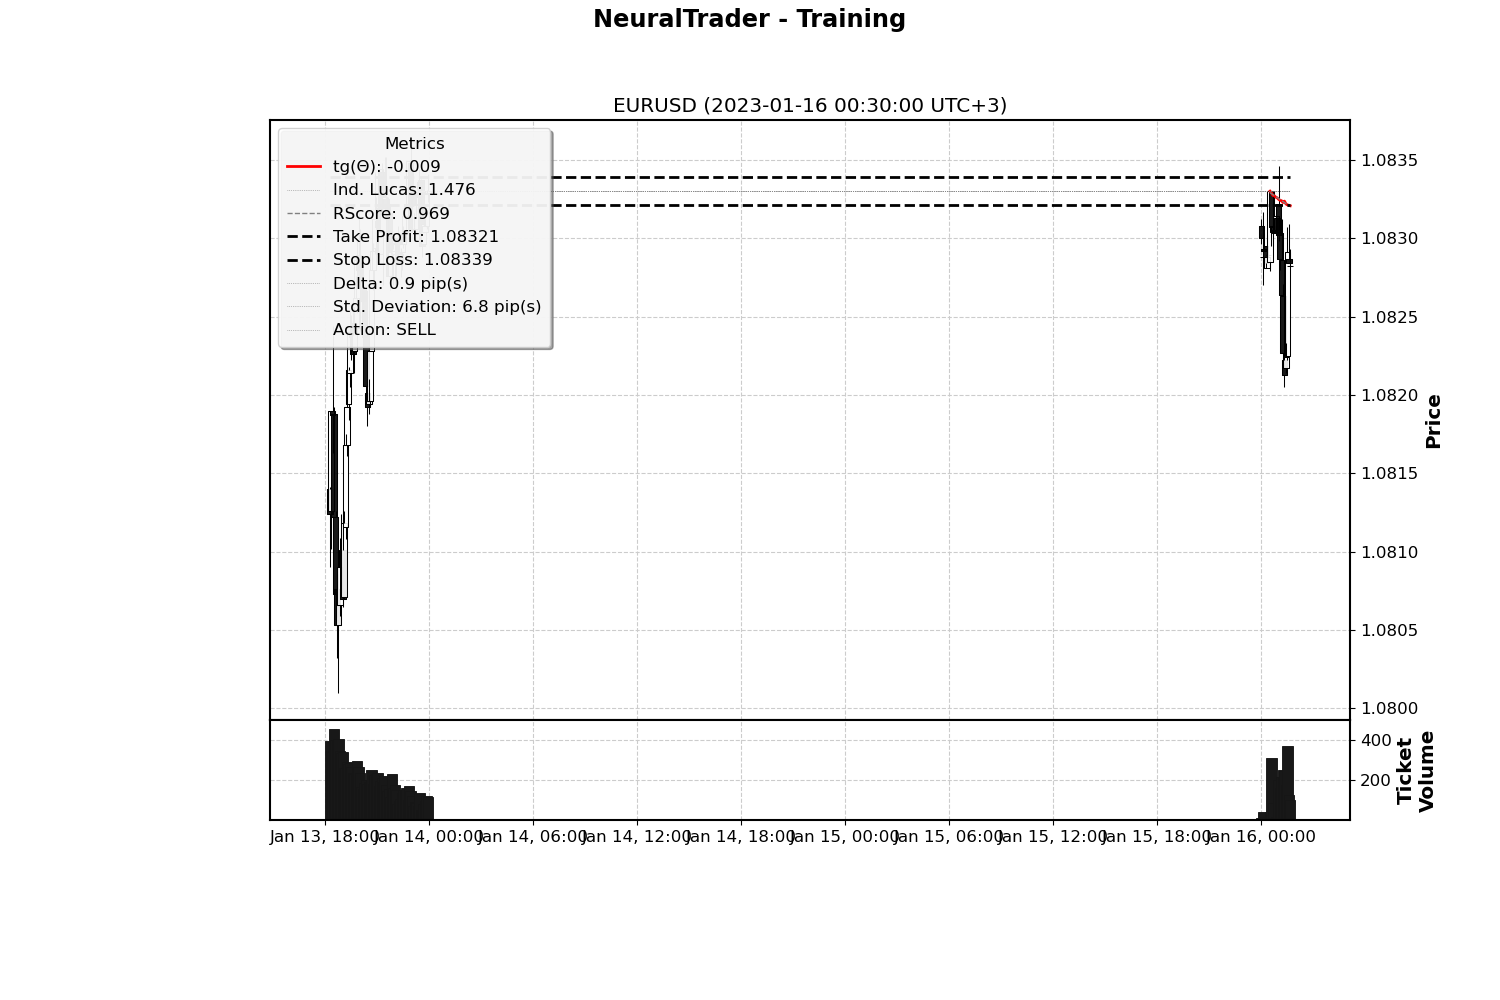 NeuralTrader - Training
EURUSD (2023-01-16 00:30:00 UTC+3)
Metrics
tg(Θ): -0.009
Ind. Lucas: 1.476
RScore: 0.969
Take Profit: 1.08321
Stop Loss: 1.08339
Delta: 0.9 pip(s)
Std. Deviation: 6.8 pip(s)
Action: SELL
1.0835
1.0830
1.0825
1.0820
1.0815
1.0810
1.0805
1.0800
Price
400
200
Ticket
Volume
Jan 13, 18:00
Jan 14, 00:00
Jan 14, 06:00
Jan 14, 12:00
Jan 14, 18:00
Jan 15, 00:00
Jan 15, 06:00
Jan 15, 12:00
Jan 15, 18:00
Jan 16, 00:00